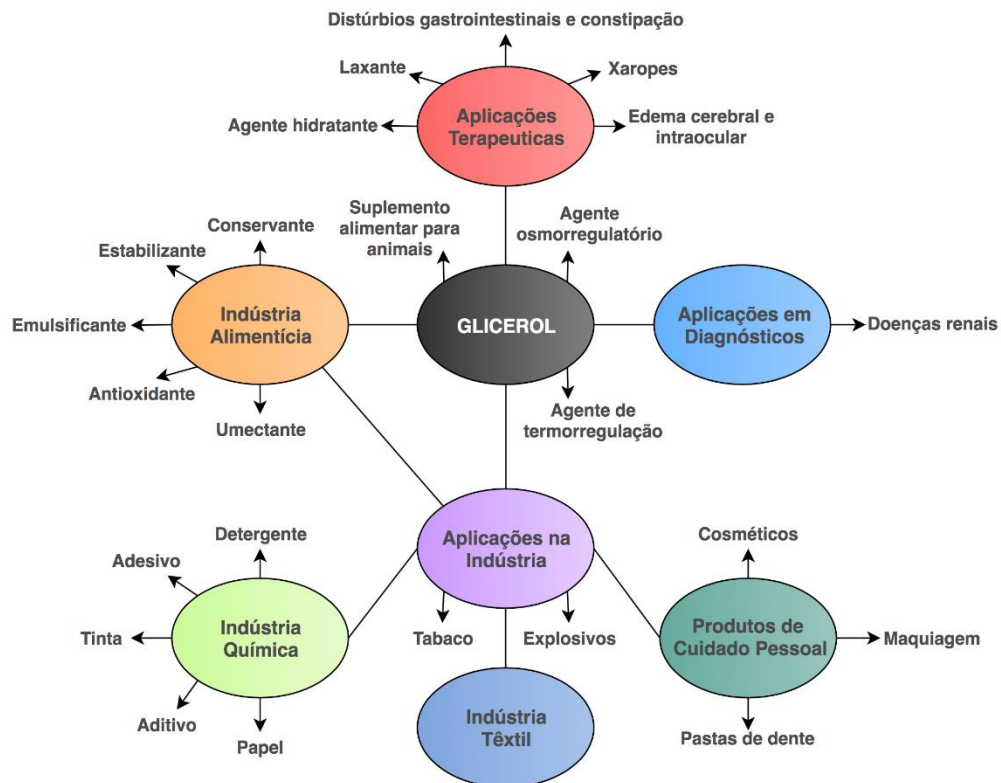 Distúrbios gastrointestinais e constipação
Laxante
Xaropes
Aplicações
Terapeuticas
Agente hidratante
Edema cerebral e
intraocular
Suplemento
alimentar para
animais
Agente
osmorregulatório
Conservante
Estabilizante
Emulsificante
Indústria
Alimentícia
GLICEROL
Aplicações em
Diagnósticos
Doenças renais
Antioxidante
Umectante
Agente de
termorregulação
Detergente
Adesivo
Aplicações na
Indústria
Cosméticos
Tinta
Indústria
Química
Tabaco
Explosivos
Produtos de
Cuidado Pessoal
Maquiagem
Aditivo
Papel
Indústria
Têxtil
Pastas de dente